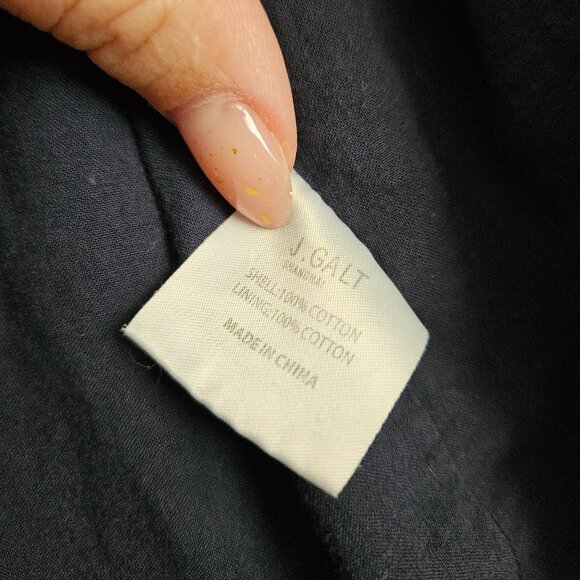 J.GALT
SHANGHAI
SHELL:100% COTTON
LINING:100% COTTON
MADE IN CHINA